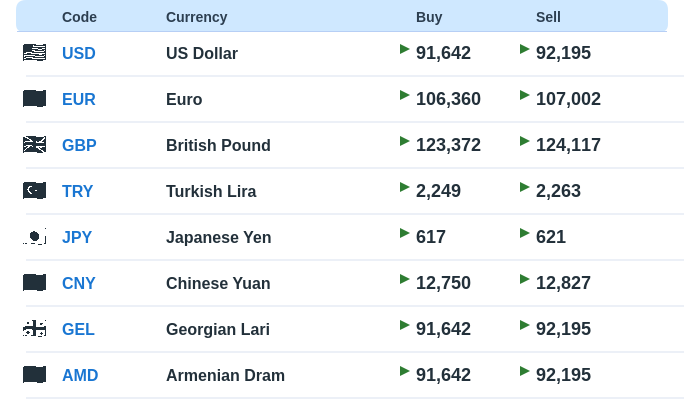 Code Currency Buy Sell
USD US Dollar 91,642 92,195
EUR Euro 106,360 107,002
GBP British Pound 123,372 124,117
TRY Turkish Lira 2,249 2,263
JPY Japanese Yen 617 621
CNY Chinese Yuan 12,750 12,827
GEL Georgian Lari 91,642 92,195
AMD Armenian Dram 91,642 92,195